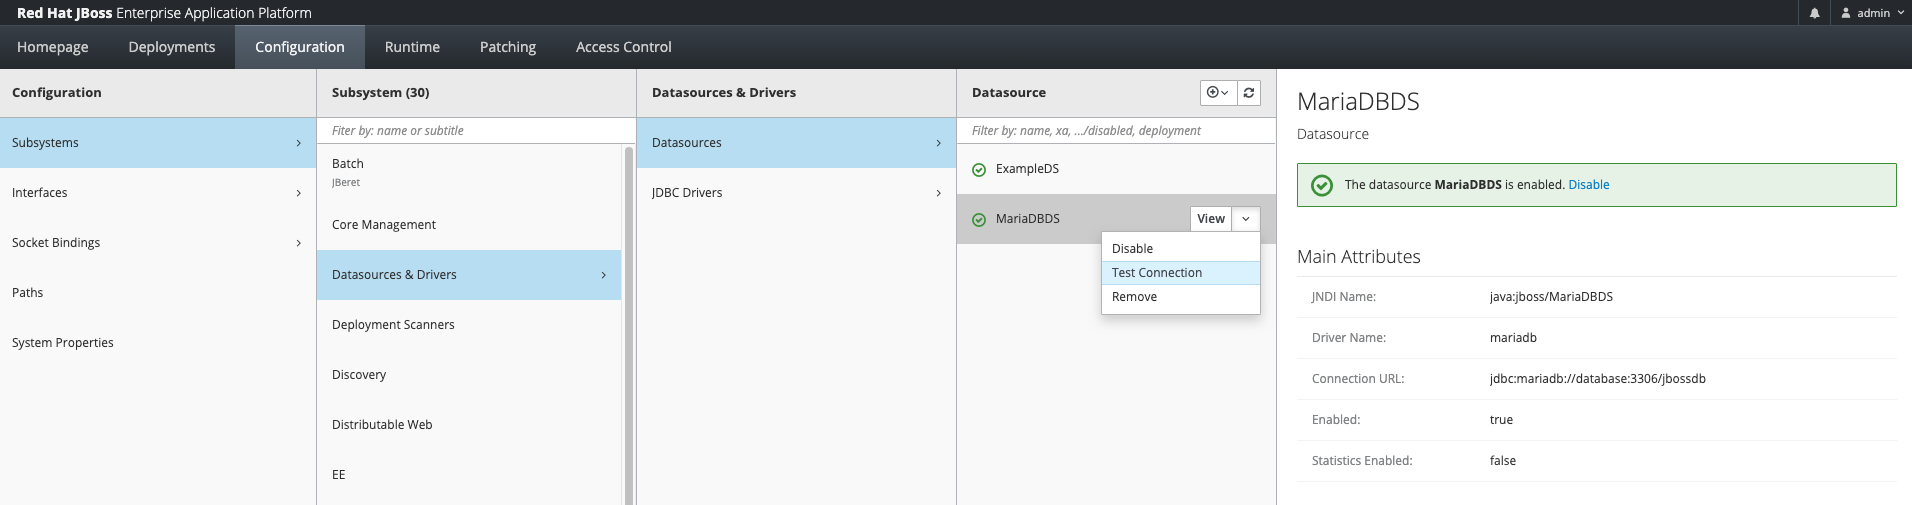 Red Hat JBoss Enterprise Application Platform
admin
Homepage
Deployments
Configuration
Runtime
Patching
Access Control
Configuration
Subsystems
Interfaces
Socket Bindings
Paths
System Properties
Subsystem (30)
Fiter by: name or subtitle
Batch
JBeret
Core Management
Datasources & Drivers
Deployment Scanners
Discovery
Distributable Web
EE
Datasources & Drivers
Datasources
JDBC Drivers
Datasource
Filter by: name, xa, .../disabled, deployment
ExampleDS
MariaDBDS
View
Disable
Test Connection
Remove
MariaDBDS
Datasource
The datasource MariaDBDS is enabled. Disable
Main Attributes
JNDI Name: java:jboss/MariaDBDS
Driver Name: mariadb
Connection URL: jdbc:mariadb://database:3306/jbossdb
Enabled: true
Statistics Enabled: false